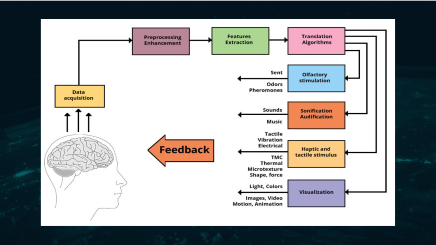 Preprocessing
Enhancement
Features
Extraction
Translation
Algorithms
Data
acquisition
Sent
Odors
Pheromones
Olfactory
stimulation
Sounds
Music
Sonification
Audification
Tactile
Vibration
Electrical
TMC
Thermal
Microtexture
Shape, force
Haptic and
tactile stimulus
Feedback
Light, Colors
Images, Video
Motion, Animation
Visualization